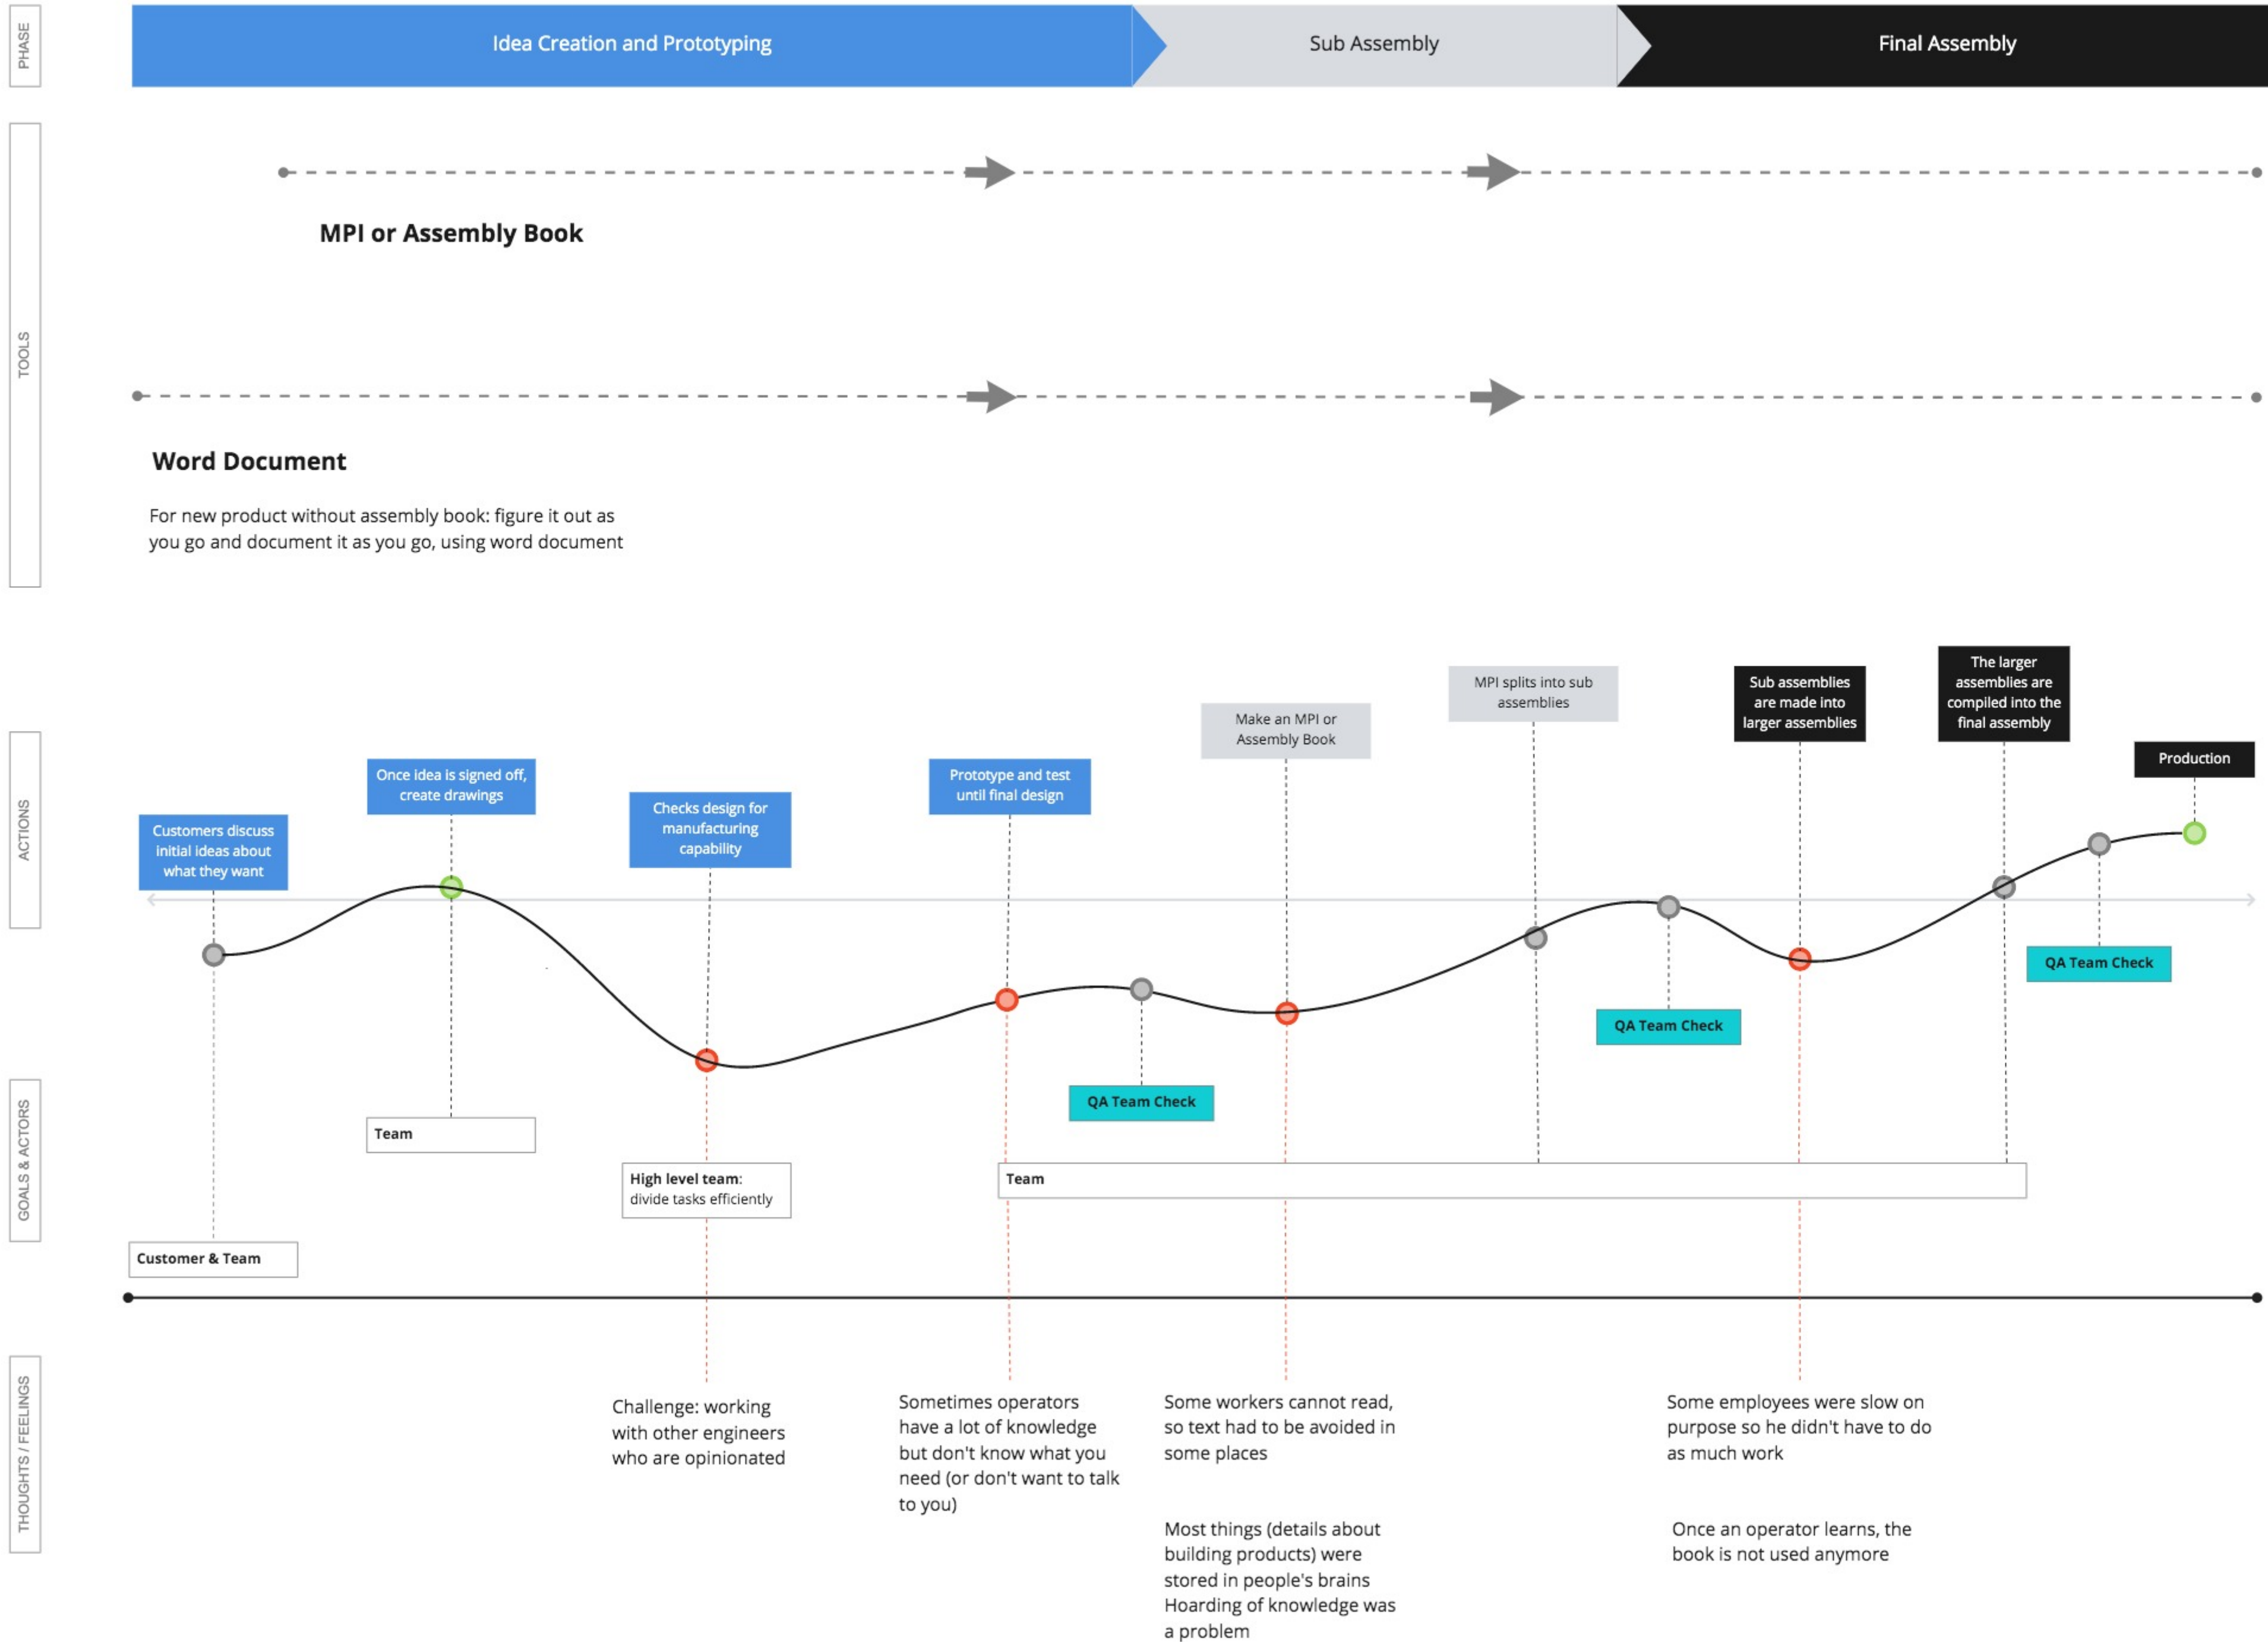 PHASE
Idea Creation and Prototyping
Sub Assembly
Final Assembly
TOOLS
MPI or Assembly Book
Word Document
For new product without assembly book: figure it out as
you go and document it as you go, using word document
ACTIONS
Customers discuss
initial ideas about
what they want
Once idea is signed off,
create drawings
Checks design for
manufacturing
capability
Prototype and test
until final design
Make an MPI or
Assembly Book
MPI splits into sub
assemblies
Sub assemblies
are made into
larger assemblies
The larger
assemblies are
compiled into the
final assembly
Production
QA Team Check
QA Team Check
QA Team Check
GOALS & ACTORS
Customer & Team
Team
High level team:
divide tasks efficiently
Team
THOUGHTS / FEELINGS
Challenge: working
with other engineers
who are opinionated
Sometimes operators
have a lot of knowledge
but don't know what you
need (or don't want to talk
to you)
Some workers cannot read,
so text had to be avoided in
some places
Most things (details about
building products) were
stored in people's brains
Hoarding of knowledge was
a problem
Some employees were slow on
purpose so he didn't have to do
as much work
Once an operator learns, the
book is not used anymore